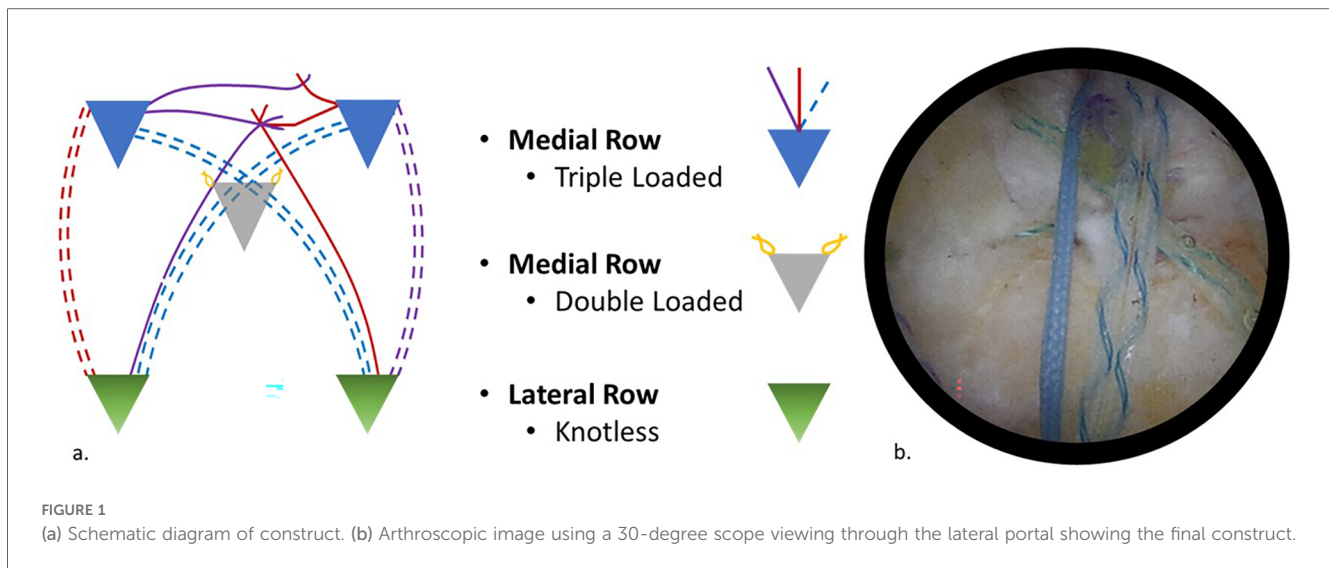 • Medial Row
• Triple Loaded
• Medial Row
• Double Loaded
• Lateral Row
• Knotless
a.
b.
FIGURE 1
(a) Schematic diagram of construct. (b) Arthroscopic image using a 30-degree scope viewing through the lateral portal showing the final construct.